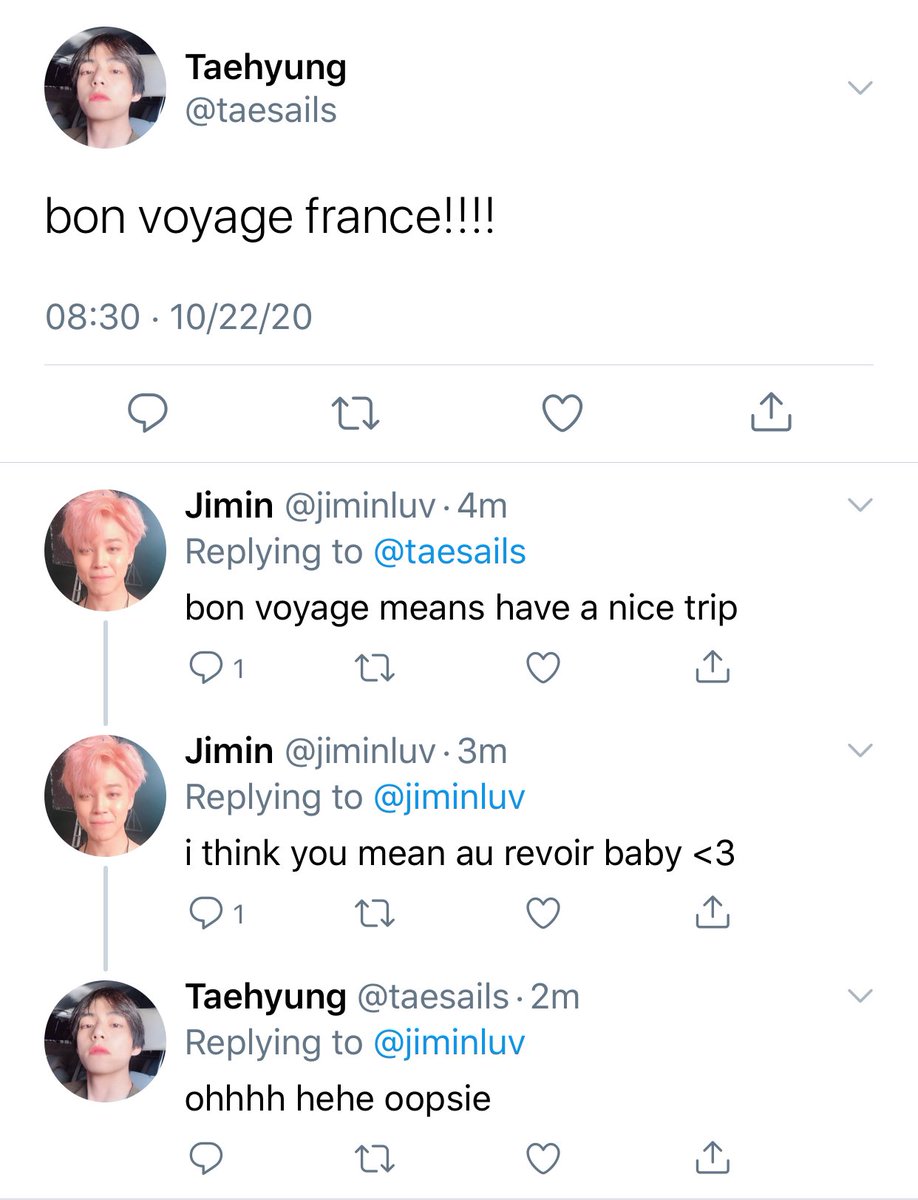 Taehyung
@taesails
bon voyage france!!!!
08:30 · 10/22/20
Jimin @jiminluv · 4m
Replying to @taesails
bon voyage means have a nice trip
1
Jimin @jiminluv · 3m
Replying to @jiminluv
i think you mean au revoir baby <3
1
Taehyung @taesails · 2m
Replying to @jiminluv
ohhhh hehe oopsie